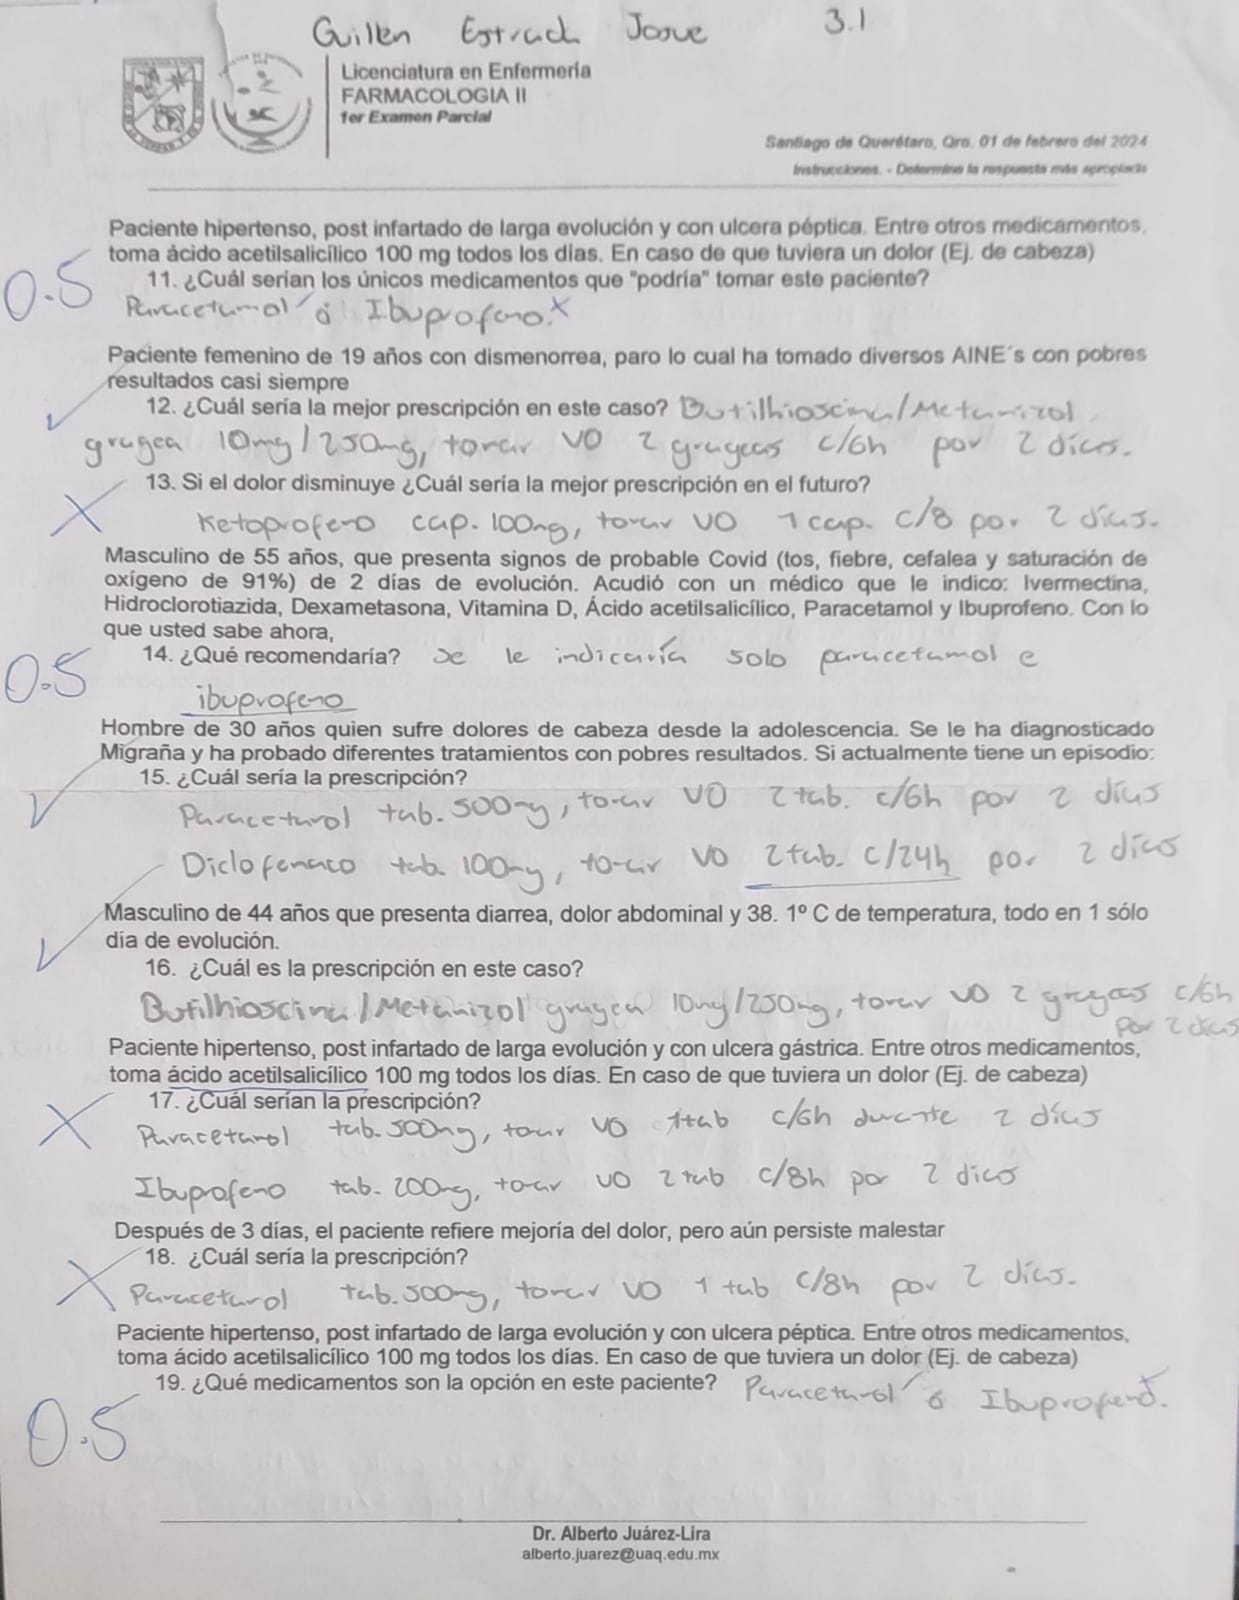 Guillen Estrada Josue 3.1
Licenciatura en Enfermería
FARMACOLOGIA II
1er Examen Parcial
Santiago de Querétaro, Qro. 01 de febrero del 2024
Instrucciones. - Determine la respuesta más apropiada
Paciente hipertenso, post infartado de larga evolución y con ulcera péptica. Entre otros medicamentos,
toma ácido acetilsalicílico 100 mg todos los días. En caso de que tuviera un dolor (Ej. de cabeza)
0.5
11. ¿Cuál serían los únicos medicamentos que "podría" tomar este paciente?
Paracetamol ó Ibuprofeno.
Paciente femenino de 19 años con dismenorrea, paro lo cual ha tomado diversos AINE´s con pobres
resultados casi siempre
12. ¿Cuál sería la mejor prescripción en este caso? Butilhioscina/Metamizol
gragea 10mg/250mg, tomar VO 2 grageas c/6h por 2 días.
13. Si el dolor disminuye ¿Cuál sería la mejor prescripción en el futuro?
Ketoprofeno cap. 100mg, tomar VO 1 cap. c/8 por 2 días.
Masculino de 55 años, que presenta signos de probable Covid (tos, fiebre, cefalea y saturación de
oxígeno de 91%) de 2 días de evolución. Acudió con un médico que le indico: Ivermectina,
Hidroclorotiazida, Dexametasona, Vitamina D, Ácido acetilsalicílico, Paracetamol y Ibuprofeno. Con lo
que usted sabe ahora,
0.5
14. ¿Qué recomendaría? Se le indicaría solo paracetamol e
ibuprofeno
Hombre de 30 años quien sufre dolores de cabeza desde la adolescencia. Se le ha diagnosticado
Migraña y ha probado diferentes tratamientos con pobres resultados. Si actualmente tiene un episodio:
15. ¿Cuál sería la prescripción?
Paracetamol tab. 500mg, tomar VO 2 tab. c/6h por 2 días
Diclofenaco tab. 100mg, tomar VO 2 tab. c/24h por 2 días
Masculino de 44 años que presenta diarrea, dolor abdominal y 38. 1º C de temperatura, todo en 1 sólo
día de evolución.
16. ¿Cuál es la prescripción en este caso?
Butilhioscina/Metamizol gragea 10mg/250mg, tomar VO 2 grageas c/6h
por 2 días
Paciente hipertenso, post infartado de larga evolución y con ulcera gástrica. Entre otros medicamentos,
toma ácido acetilsalicílico 100 mg todos los días. En caso de que tuviera un dolor (Ej. de cabeza)
17. ¿Cuál serían la prescripción?
Paracetamol tab. 500mg, tomar VO 1tab c/6h durante 2 días
Ibuprofeno tab. 200mg, tomar VO 2 tab c/8h por 2 días
Después de 3 días, el paciente refiere mejoría del dolor, pero aún persiste malestar
18. ¿Cuál sería la prescripción?
Paracetamol tab. 500mg, tomar VO 1 tab c/8h por 2 días.
Paciente hipertenso, post infartado de larga evolución y con ulcera péptica. Entre otros medicamentos,
toma ácido acetilsalicílico 100 mg todos los días. En caso de que tuviera un dolor (Ej. de cabeza)
19. ¿Qué medicamentos son la opción en este paciente? Paracetamol ó Ibuprofeno.
0.5
Dr. Alberto Juárez-Lira
alberto.juarez@uaq.edu.mx